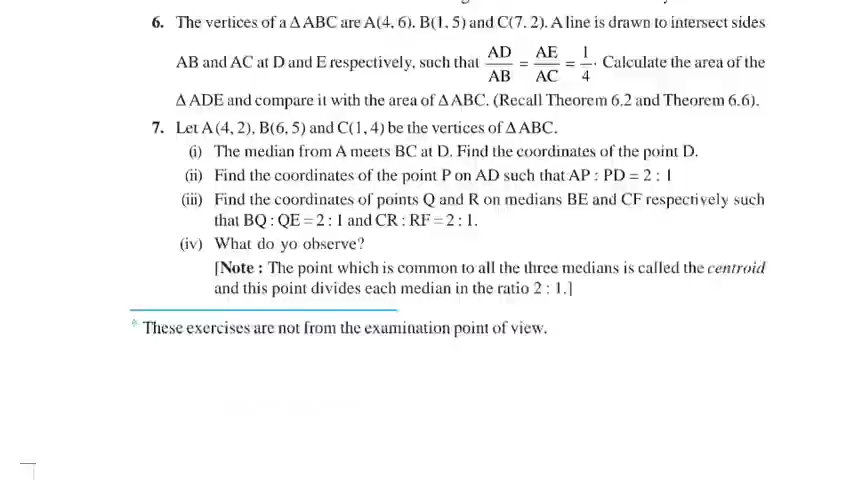 6. The vertices of a Δ ABC are A(4, 6), B(1, 5) and C(7, 2). A line is drawn to intersect sides
AB and AC at D and E respectively, such that AD/AB = AE/AC = 1/4. Calculate the area of the
Δ ADE and compare it with the area of Δ ABC. (Recall Theorem 6.2 and Theorem 6.6).
7. Let A (4, 2), B(6, 5) and C(1, 4) be the vertices of Δ ABC.
(i) The median from A meets BC at D. Find the coordinates of the point D.
(ii) Find the coordinates of the point P on AD such that AP : PD = 2 : 1
(iii) Find the coordinates of points Q and R on medians BE and CF respectively such
that BQ : QE = 2 : 1 and CR : RF = 2 : 1.
(iv) What do yo observe?
[Note : The point which is common to all the three medians is called the centroid
and this point divides each median in the ratio 2 : 1.]
* These exercises are not from the examination point of view.